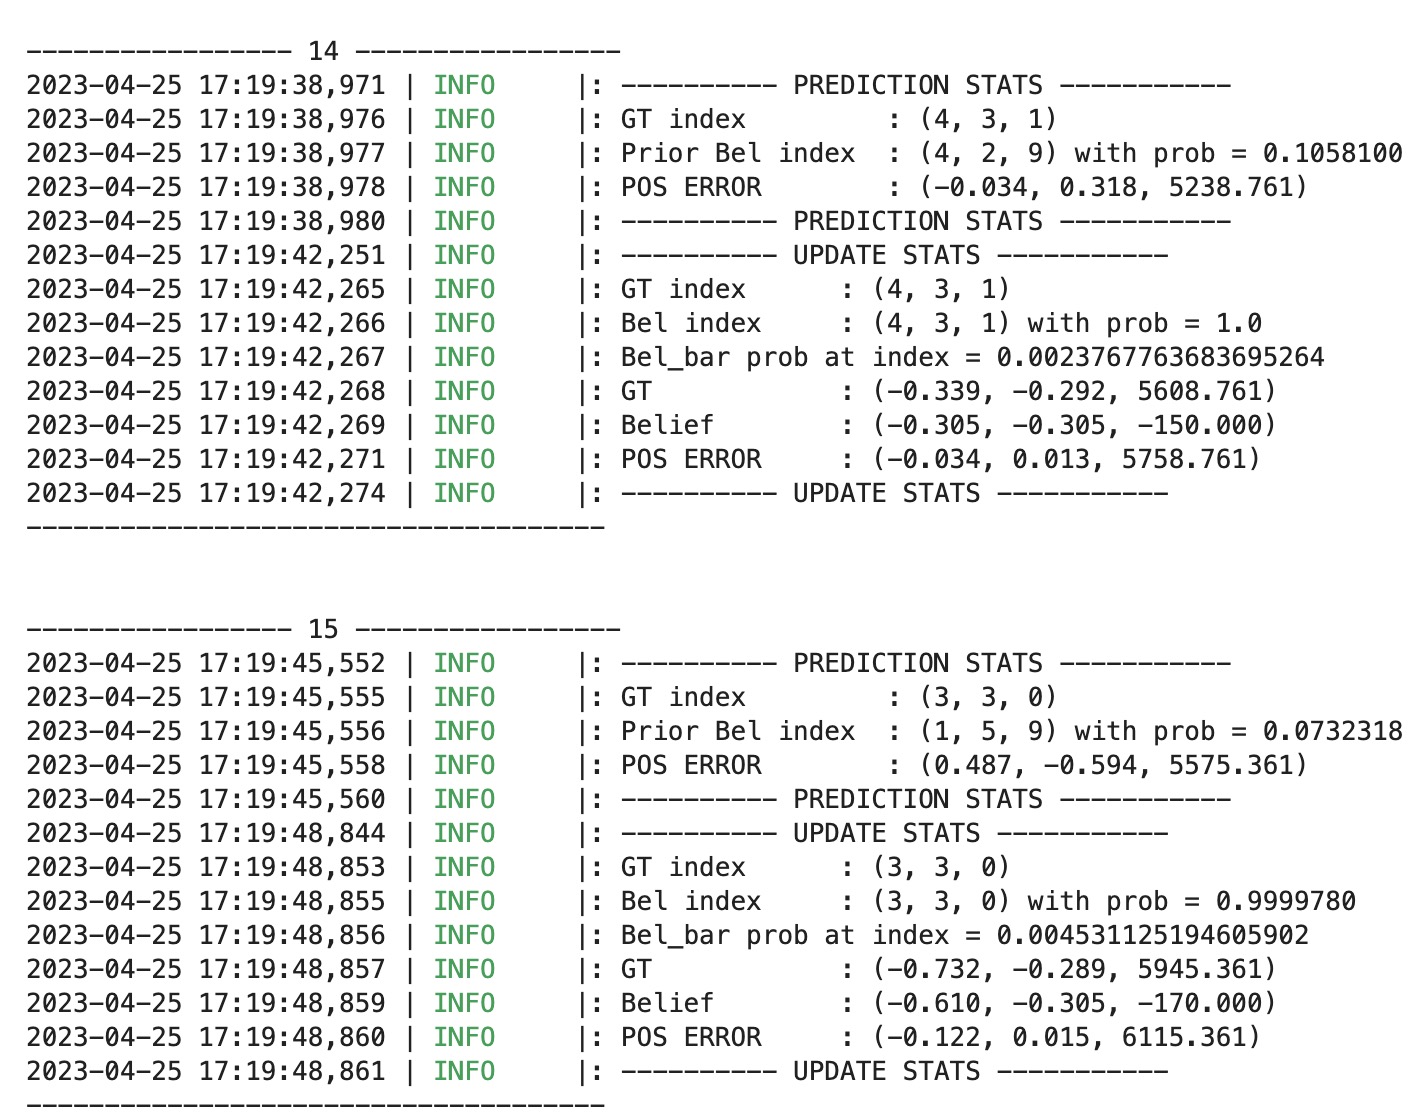 ----------------- 14 -----------------
2023-04-25 17:19:38,971 | INFO     |: ---------- PREDICTION STATS -----------
2023-04-25 17:19:38,976 | INFO     |: GT index         : (4, 3, 1)
2023-04-25 17:19:38,977 | INFO     |: Prior Bel index  : (4, 2, 9) with prob = 0.1058100
2023-04-25 17:19:38,978 | INFO     |: POS ERROR        : (-0.034, 0.318, 5238.761)
2023-04-25 17:19:38,980 | INFO     |: ---------- PREDICTION STATS -----------
2023-04-25 17:19:42,251 | INFO     |: ---------- UPDATE STATS -----------
2023-04-25 17:19:42,265 | INFO     |: GT index      : (4, 3, 1)
2023-04-25 17:19:42,266 | INFO     |: Bel index     : (4, 3, 1) with prob = 1.0
2023-04-25 17:19:42,267 | INFO     |: Bel_bar prob at index = 0.0023767763683695264
2023-04-25 17:19:42,268 | INFO     |: GT            : (-0.339, -0.292, 5608.761)
2023-04-25 17:19:42,269 | INFO     |: Belief        : (-0.305, -0.305, -150.000)
2023-04-25 17:19:42,271 | INFO     |: POS ERROR     : (-0.034, 0.013, 5758.761)
2023-04-25 17:19:42,274 | INFO     |: ---------- UPDATE STATS -----------
-------------------------------------
----------------- 15 -----------------
2023-04-25 17:19:45,552 | INFO     |: ---------- PREDICTION STATS -----------
2023-04-25 17:19:45,555 | INFO     |: GT index         : (3, 3, 0)
2023-04-25 17:19:45,556 | INFO     |: Prior Bel index  : (1, 5, 9) with prob = 0.0732318
2023-04-25 17:19:45,558 | INFO     |: POS ERROR        : (0.487, -0.594, 5575.361)
2023-04-25 17:19:45,560 | INFO     |: ---------- PREDICTION STATS -----------
2023-04-25 17:19:48,844 | INFO     |: ---------- UPDATE STATS -----------
2023-04-25 17:19:48,853 | INFO     |: GT index      : (3, 3, 0)
2023-04-25 17:19:48,855 | INFO     |: Bel index     : (3, 3, 0) with prob = 0.9999780
2023-04-25 17:19:48,856 | INFO     |: Bel_bar prob at index = 0.004531125194605902
2023-04-25 17:19:48,857 | INFO     |: GT            : (-0.732, -0.289, 5945.361)
2023-04-25 17:19:48,859 | INFO     |: Belief        : (-0.610, -0.305, -170.000)
2023-04-25 17:19:48,860 | INFO     |: POS ERROR     : (-0.122, 0.015, 6115.361)
2023-04-25 17:19:48,861 | INFO     |: ---------- UPDATE STATS -----------
-------------------------------------